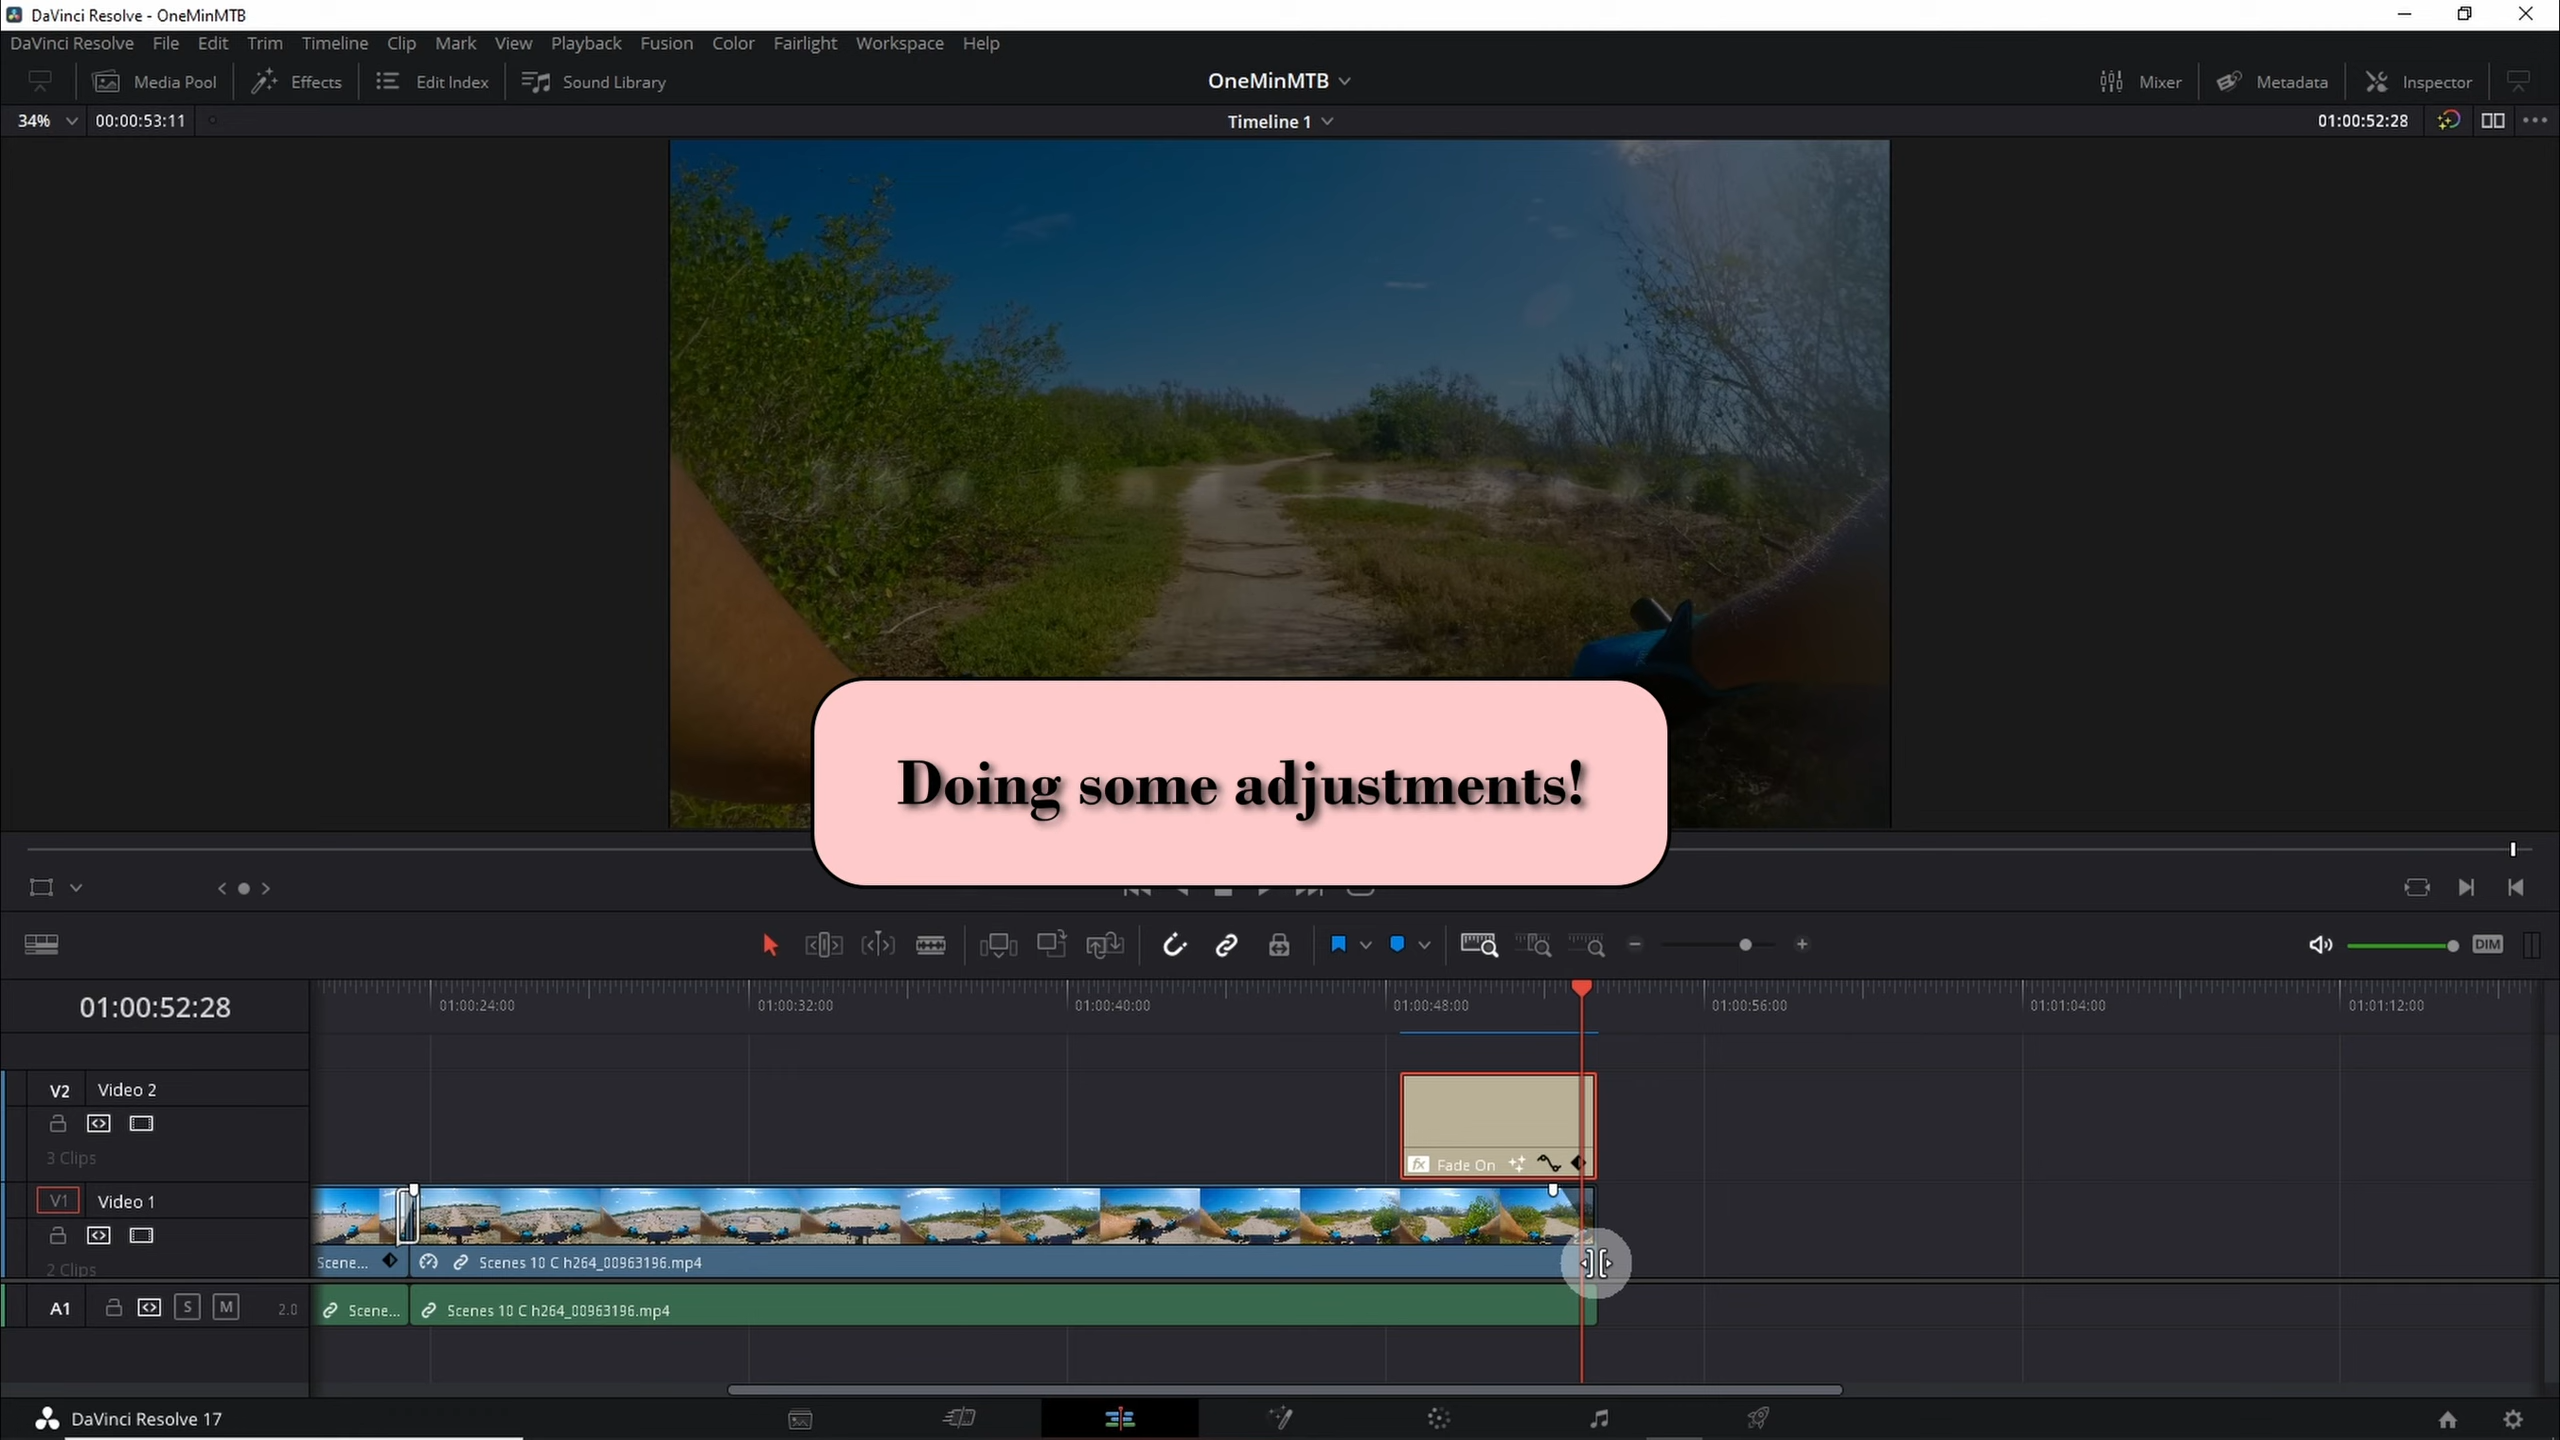 DaVinci Resolve - OneMinMTB
DaVinci Resolve File Edit Trim Timeline Clip Mark View Playback Fusion Color Fairlight Workspace Help
Media Pool Effects Edit Index Sound Library OneMinMTB Mixer Metadata Inspector
34% 00:00:53:11 Timeline 1 01:00:52:28
Doing some adjustments!
DIM
01:00:52:28 01:00:24:00 01:00:32:00 01:00:40:00 01:00:48:00 01:00:56:00 01:01:04:00 01:01:12:00
V2 Video 2
3 Clips
fx Fade On
V1 Video 1
2 Clips
Scene... Scenes 10 C h264_00963196.mp4
A1 S M 2.0 Scene... Scenes 10 C h264_00963196.mp4
DaVinci Resolve 17